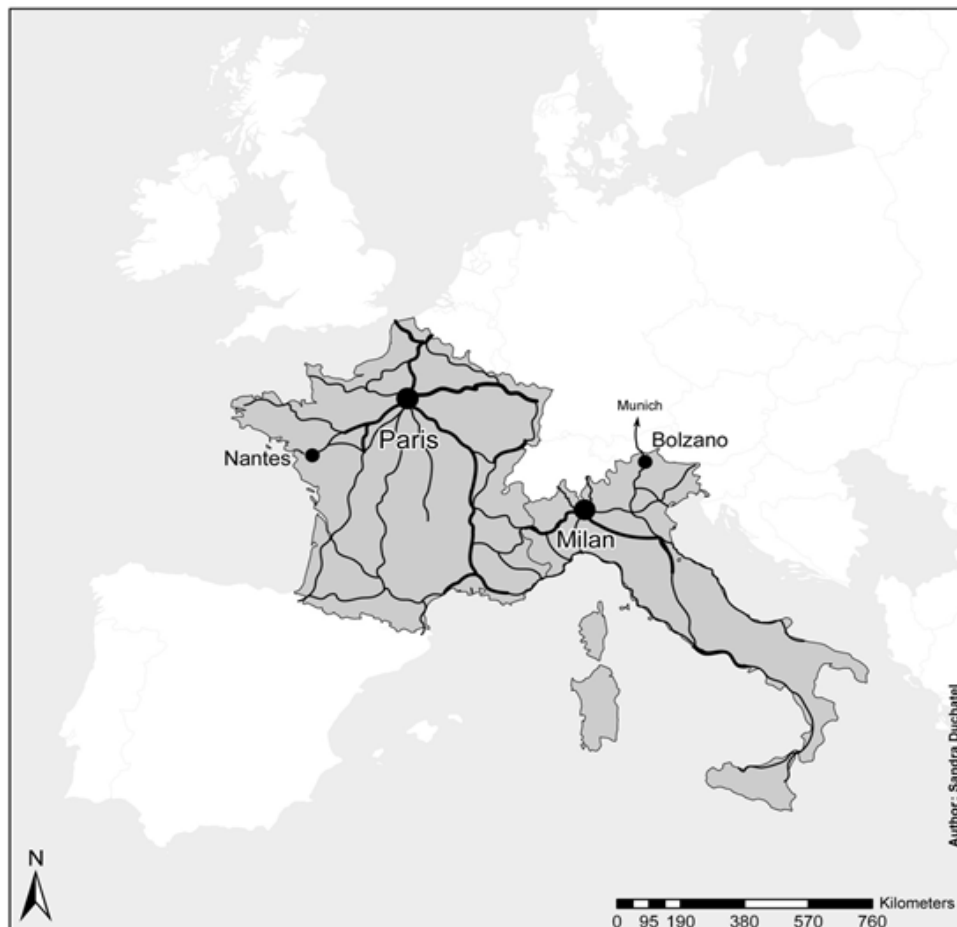 Munich
Bolzano
Paris
Nantes
Milan
Author: Sandra Duchatel
N
Kilometers
0 95 190 380 570 760